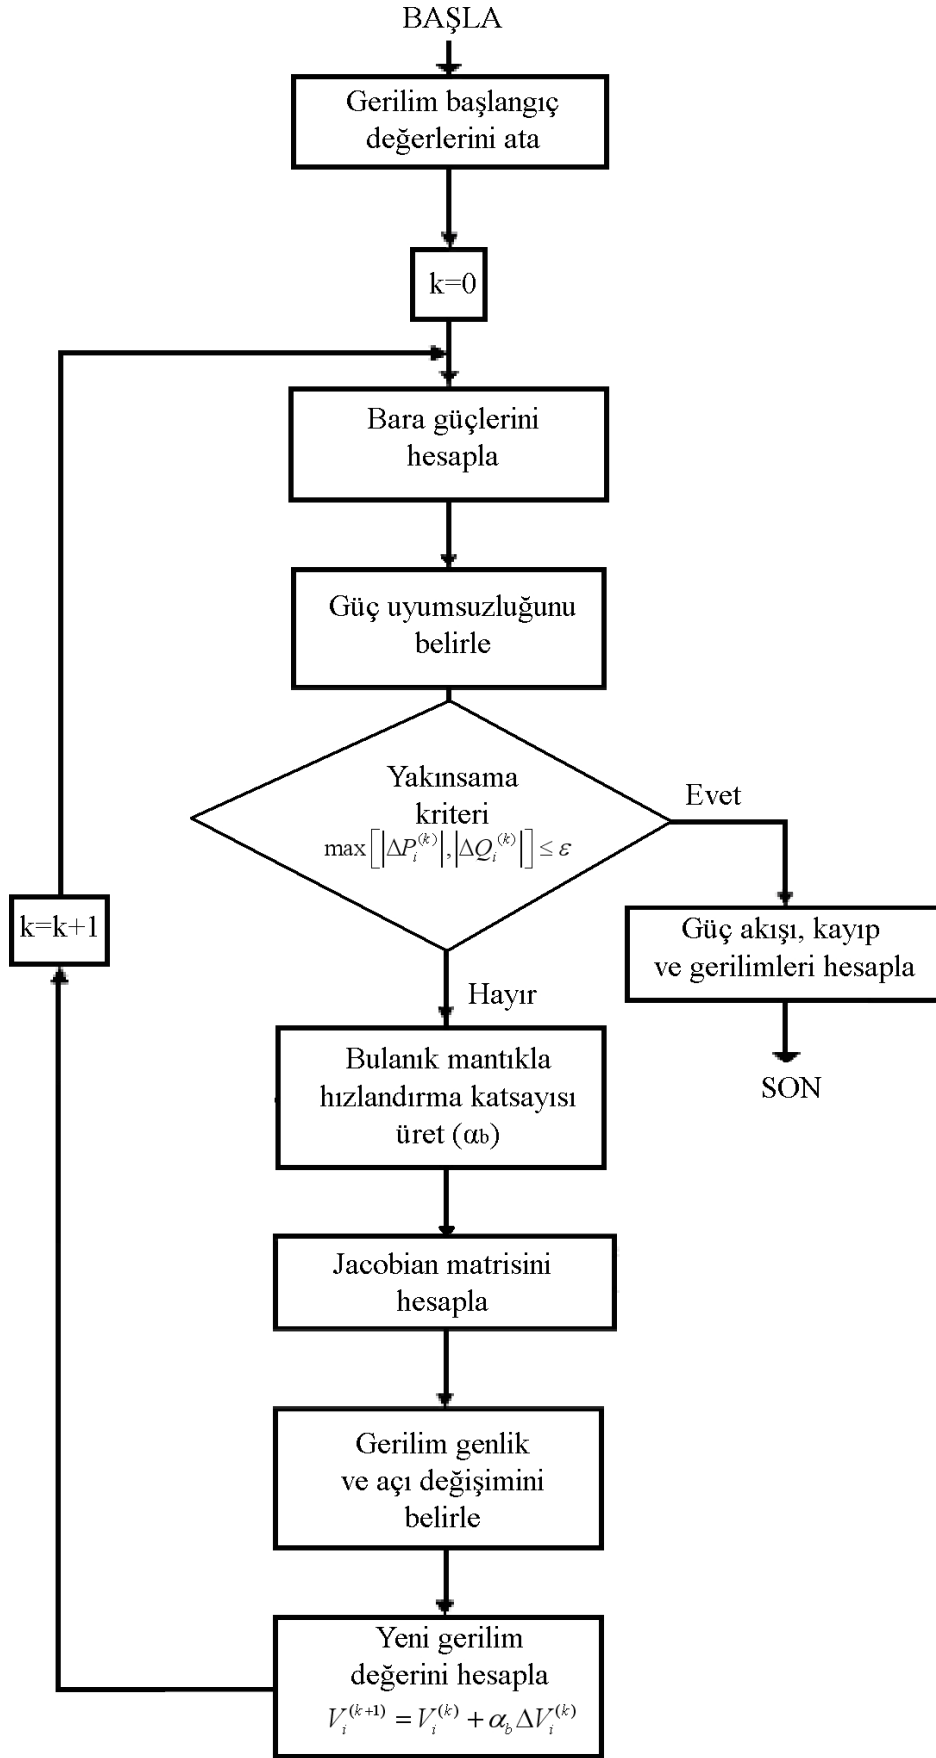 BAŞLA
Gerilim başlangıç
değerlerini ata
k=0
Bara güçlerini
hesapla
Güç uyumsuzluğunu
belirle
Yakınsama
kriteri
max[|ΔP_i^(k)|,|ΔQ_i^(k)|] ≤ ε
Evet
Güç akışı, kayıp
ve gerilimleri hesapla
SON
Hayır
k=k+1
Bulanık mantıkla
hızlandırma katsayısı
üret (αb)
Jacobian matrisini
hesapla
Gerilim genlik
ve açı değişimini
belirle
Yeni gerilim
değerini hesapla
V_i^(k+1) = V_i^(k) + α_b ΔV_i^(k)